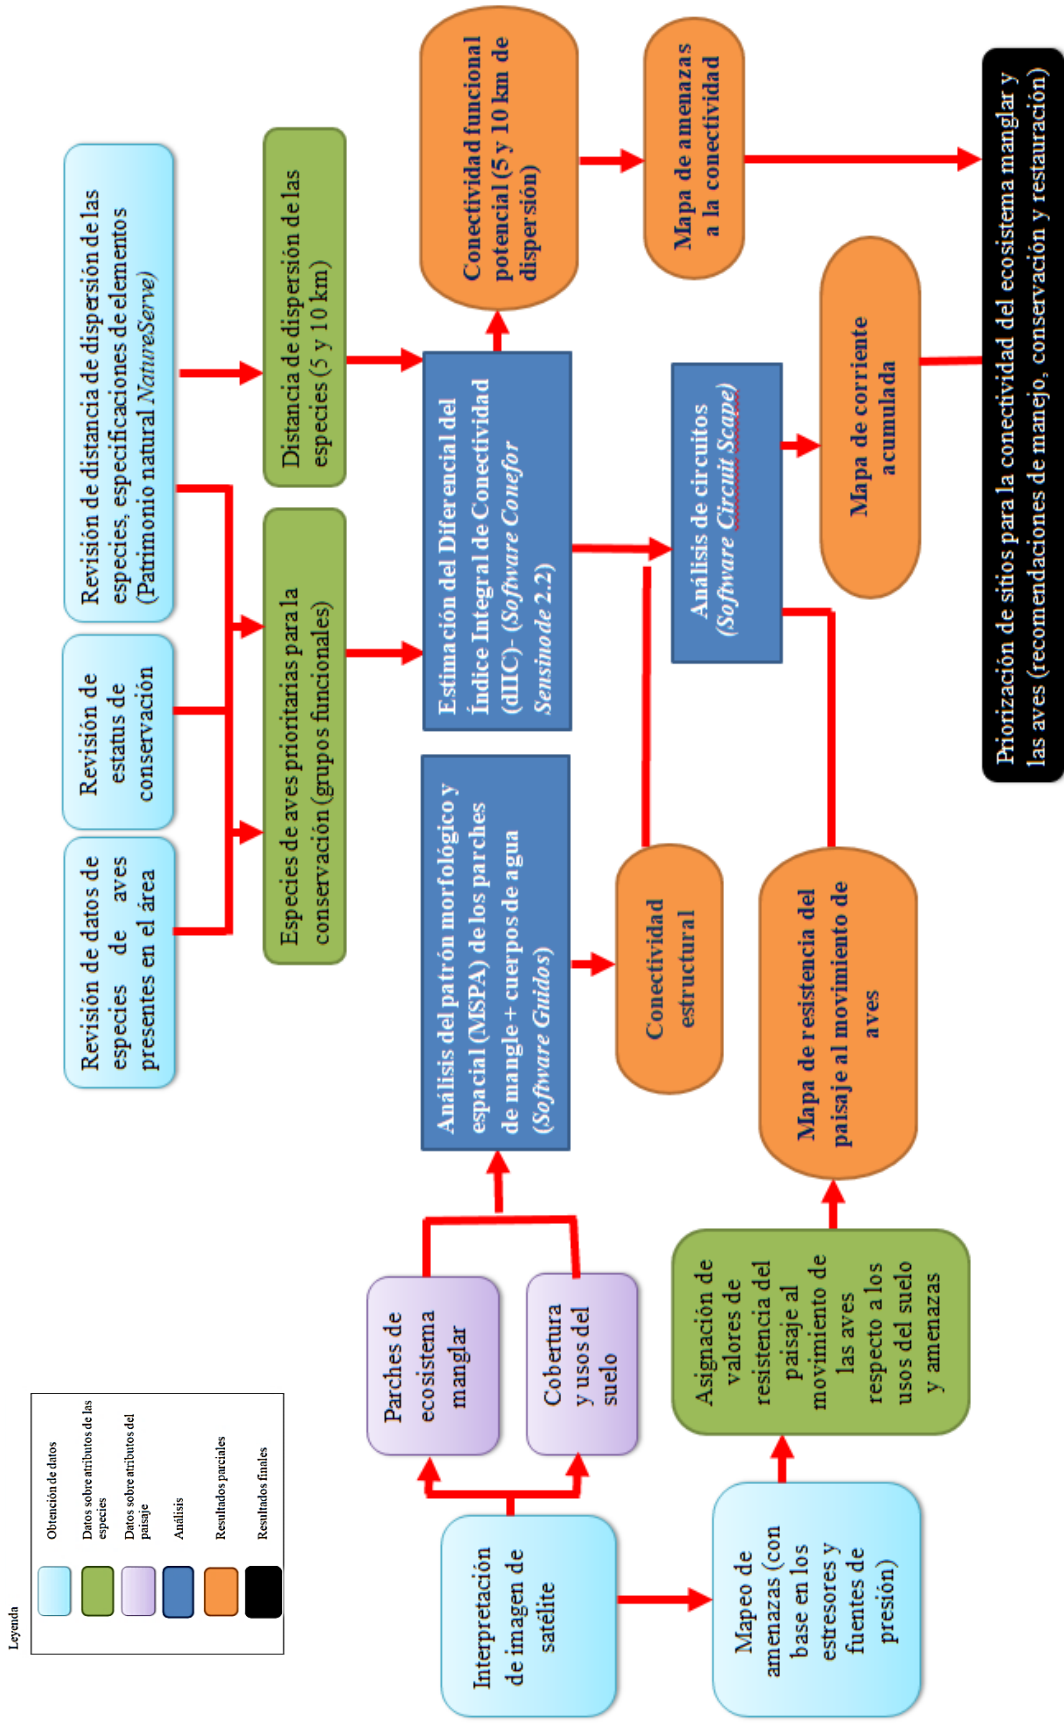 Leyenda
Obtención de datos
Datos sobre atributos de las
especies
Datos sobre atributos del
paisaje
Análisis
Resultados parciales
Resultados finales
Revisión de datos de
especies de aves
presentes en el área
Revisión de
estatus de
conservación
Revisión de distancia de dispersión de las
especies, especificaciones de elementos
(Patrimonio natural NatureServe)
Especies de aves prioritarias para la
conservación (grupos funcionales)
Distancia de dispersión de las
especies (5 y 10 km)
Interpretación
de imagen de
satélite
Parches de
ecosistema
manglar
Cobertura
y usos del
suelo
Análisis del patrón morfológico y
espacial (MSPA) de los parches
de mangle + cuerpos de agua
(Software Guidos)
Estimación del Diferencial del
Índice Integral de Conectividad
(dIIC)- (Software Conefor
Sensinode 2.2)
Conectividad funcional
potencial (5 y 10 km de
dispersión)
Conectividad
estructural
Análisis de circuitos
(Software Circuit Scape)
Mapa de amenazas
a la conectividad
Mapeo de
amenazas (con
base en los
estresores y
fuentes de
presión)
Asignación de
valores de
resistencia del
paisaje al
movimiento de
las aves
respecto a los
usos del suelo
y amenazas
Mapa de resistencia del
paisaje al movimiento de
aves
Mapa de corriente
acumulada
Priorización de sitios para la conectividad del ecosistema manglar y
las aves (recomendaciones de manejo, conservación y restauración)